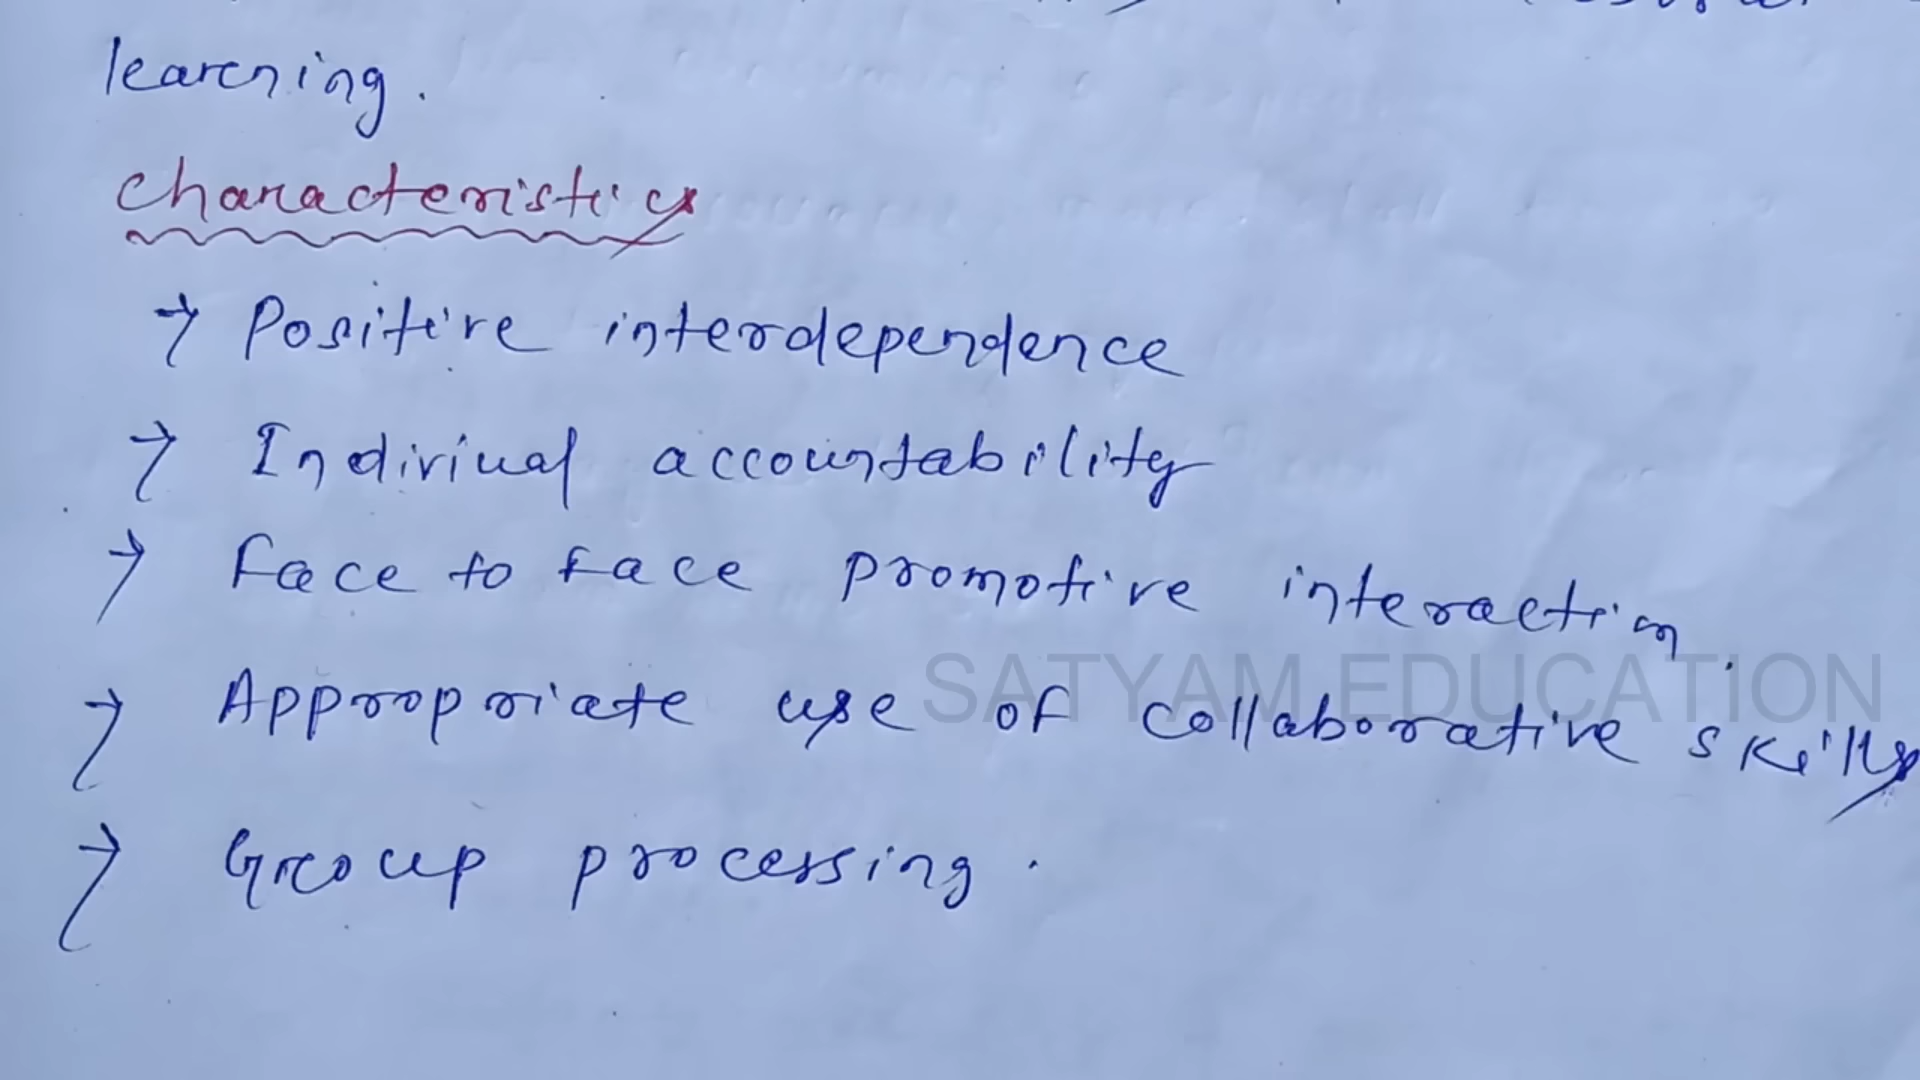 learning.
Characteristics
→ Positive interdependence
→ Indiviual accountability
→ Face to face promotive interaction.
SATYAM EDUCATION
→ Appropriate use of collaborative skills
→ Group processing.